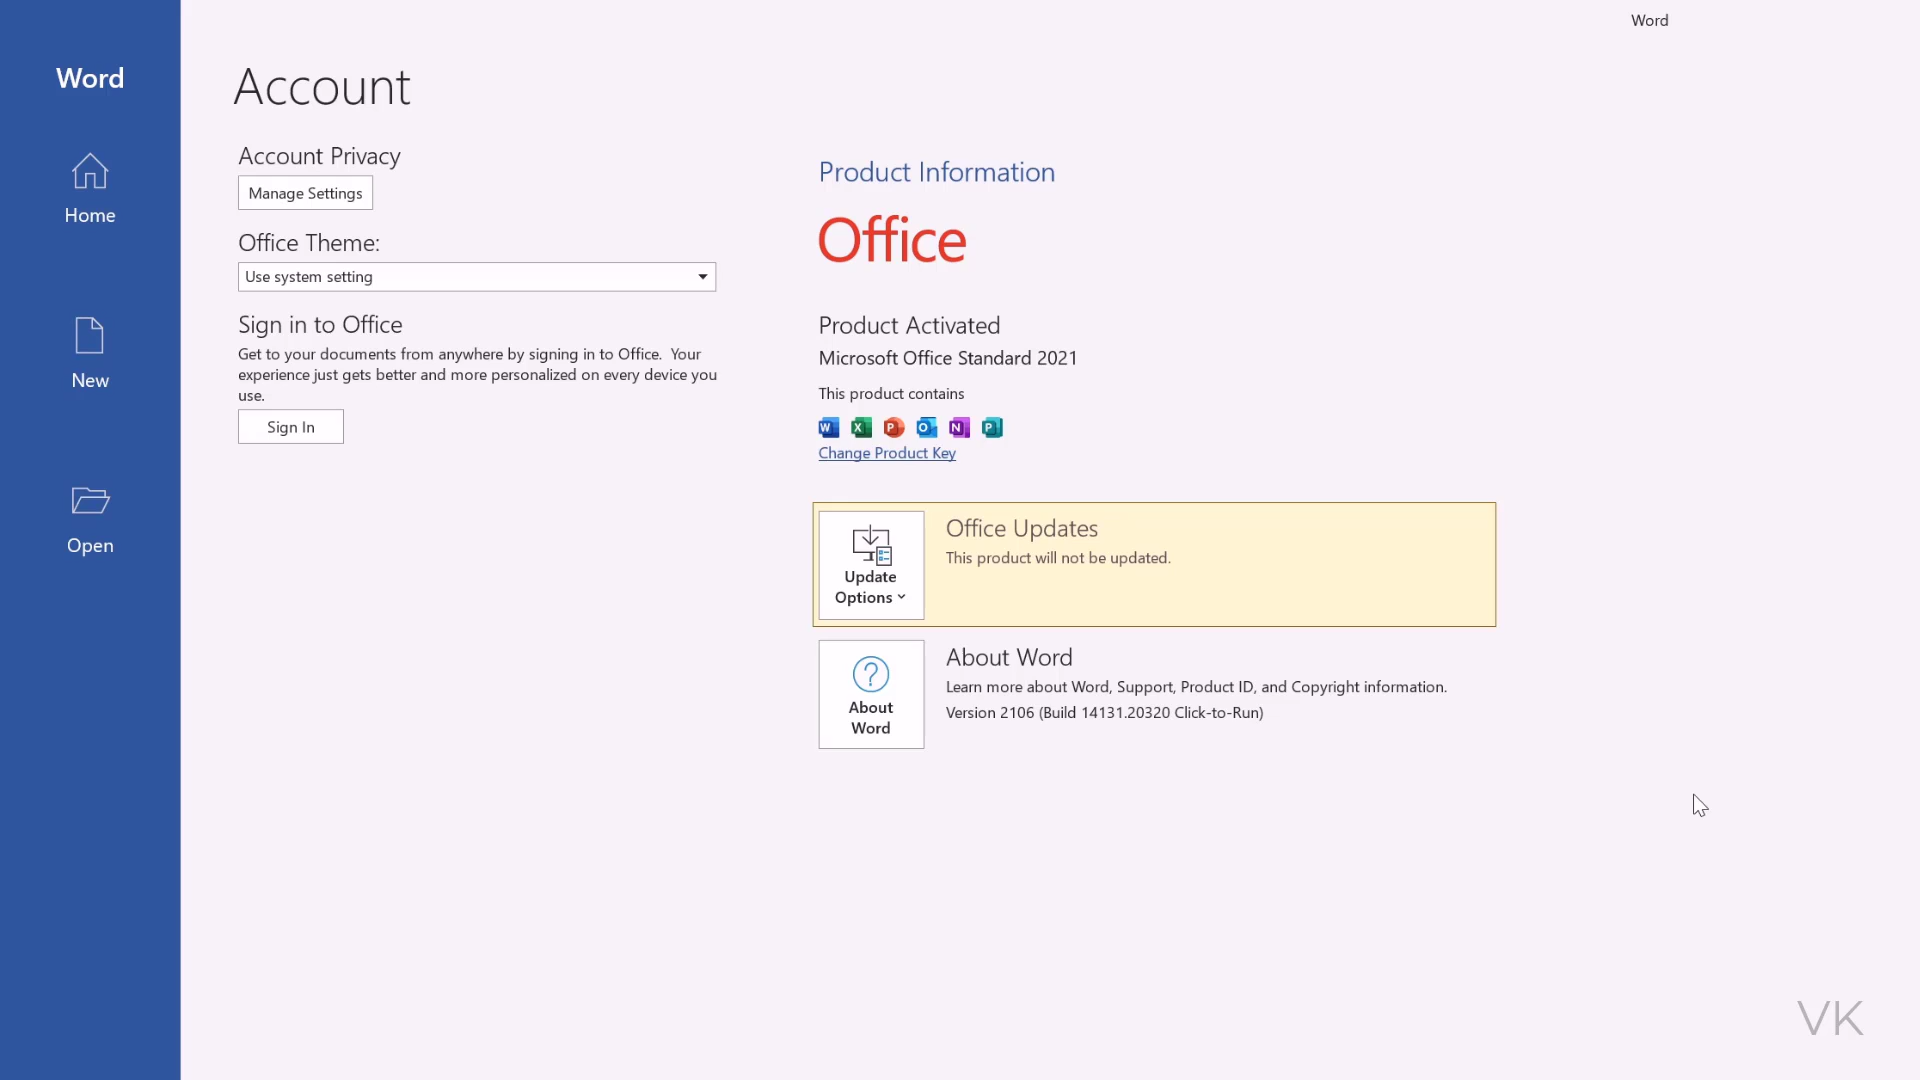 Word
Word
Home
New
Open
Account
Account Privacy
Manage Settings
Office Theme:
Use system setting
Sign in to Office
Get to your documents from anywhere by signing in to Office.  Your
experience just gets better and more personalized on every device you
use.
Sign In
Product Information
Office
Product Activated
Microsoft Office Standard 2021
This product contains
W X P O N P
Change Product Key
Update
Options
Office Updates
This product will not be updated.
About
Word
About Word
Learn more about Word, Support, Product ID, and Copyright information.
Version 2106 (Build 14131.20320 Click-to-Run)
VK